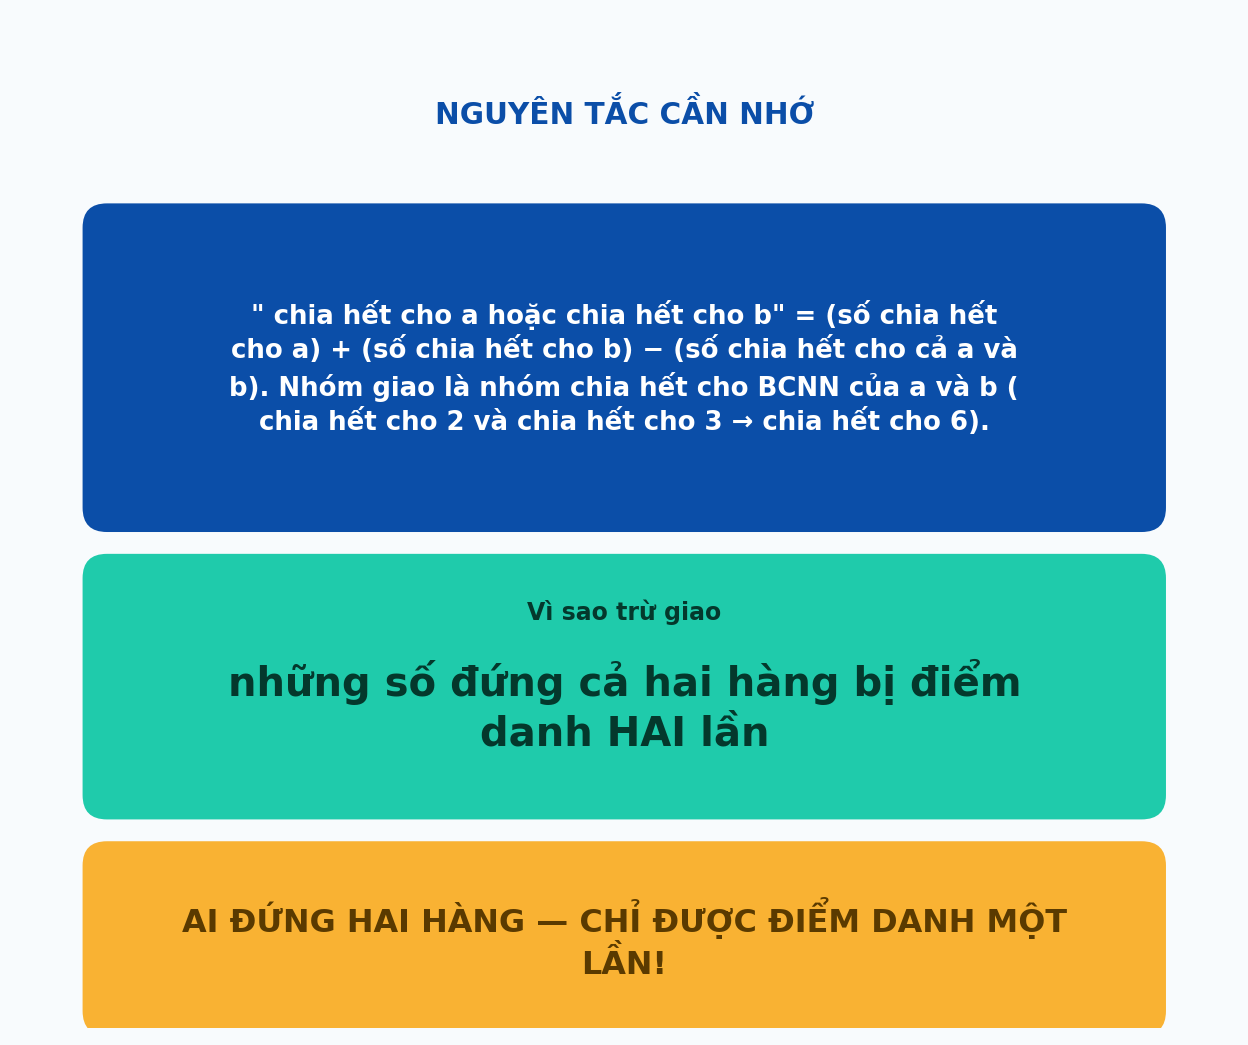 NGUYÊN TẮC CẦN NHỚ
" chia hết cho a hoặc chia hết cho b" = (số chia hết
cho a) + (số chia hết cho b) − (số chia hết cho cả a và
b). Nhóm giao là nhóm chia hết cho BCNN của a và b (
chia hết cho 2 và chia hết cho 3 → chia hết cho 6).
Vì sao trừ giao
những số đứng cả hai hàng bị điểm
danh HAI lần
AI ĐỨNG HAI HÀNG — CHỈ ĐƯỢC ĐIỂM DANH MỘT
LẦN!